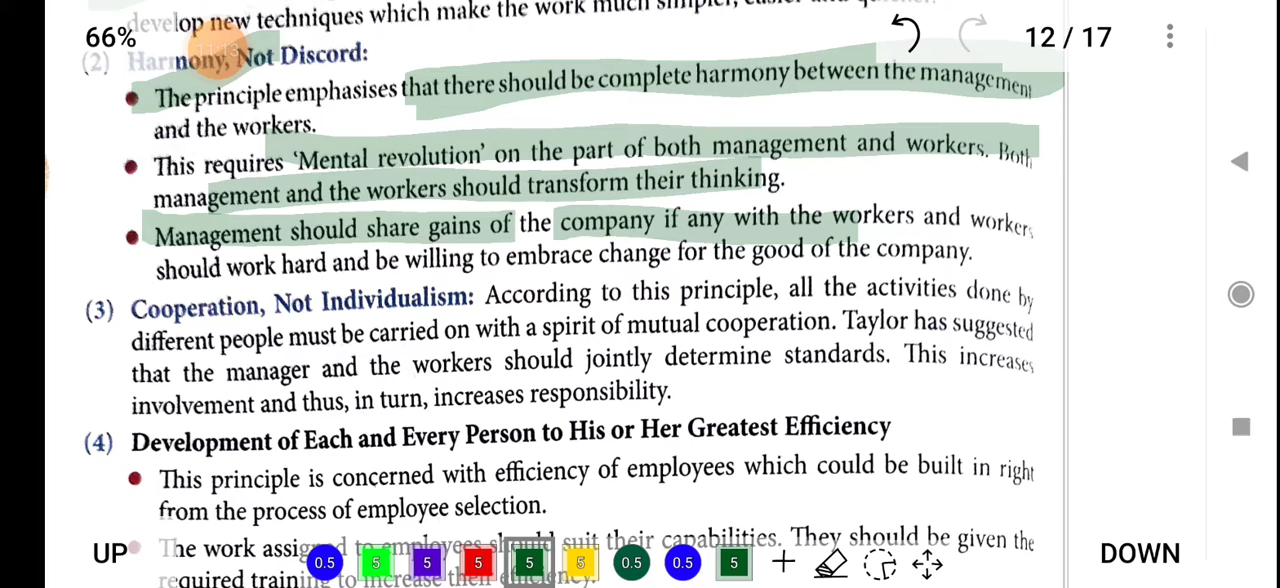 develop new techniques which make the work much simpler,
66%
12 / 17
(2) Harmony, Not Discord:
The principle emphasises that there should be complete harmony between the management
and the workers.
This requires 'Mental revolution' on the part of both management and workers. Both
management and the workers should transform their thinking.
Management should share gains of the company if any with the workers and workers
should work hard and be willing to embrace change for the good of the company.
(3) Cooperation, Not Individualism: According to this principle, all the activities done by
different people must be carried on with a spirit of mutual cooperation. Taylor has suggested
that the manager and the workers should jointly determine standards. This increases
involvement and thus, in turn, increases responsibility.
(4) Development of Each and Every Person to His or Her Greatest Efficiency
This principle is concerned with efficiency of employees which could be built in right
from the process of employee selection.
The work assigned to employees should suit their capabilities. They should be given the
required training to increase their efficiency.
UP
0.5 5 5 5 5 5 0.5 0.5 5
DOWN